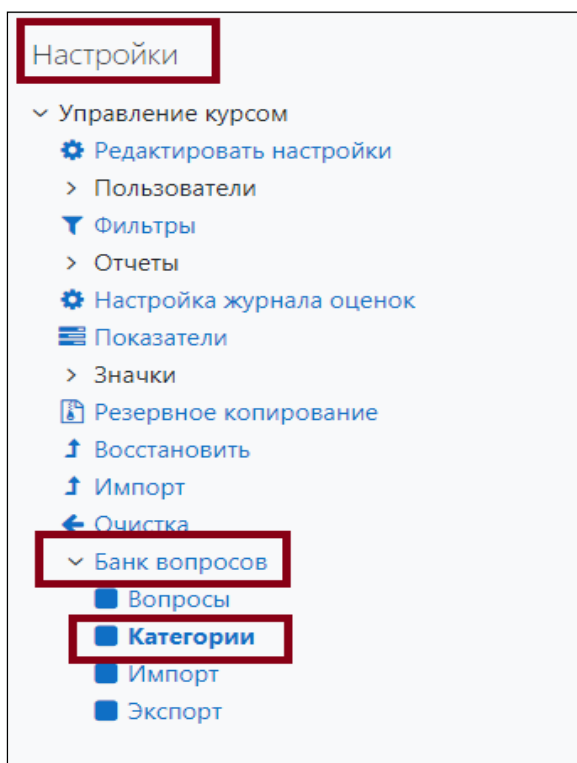 Настройки
Управление курсом
Редактировать настройки
Пользователи
Фильтры
Отчеты
Настройка журнала оценок
Показатели
Значки
Резервное копирование
Восстановить
Импорт
Очистка
Банк вопросов
Вопросы
Категории
Импорт
Экспорт